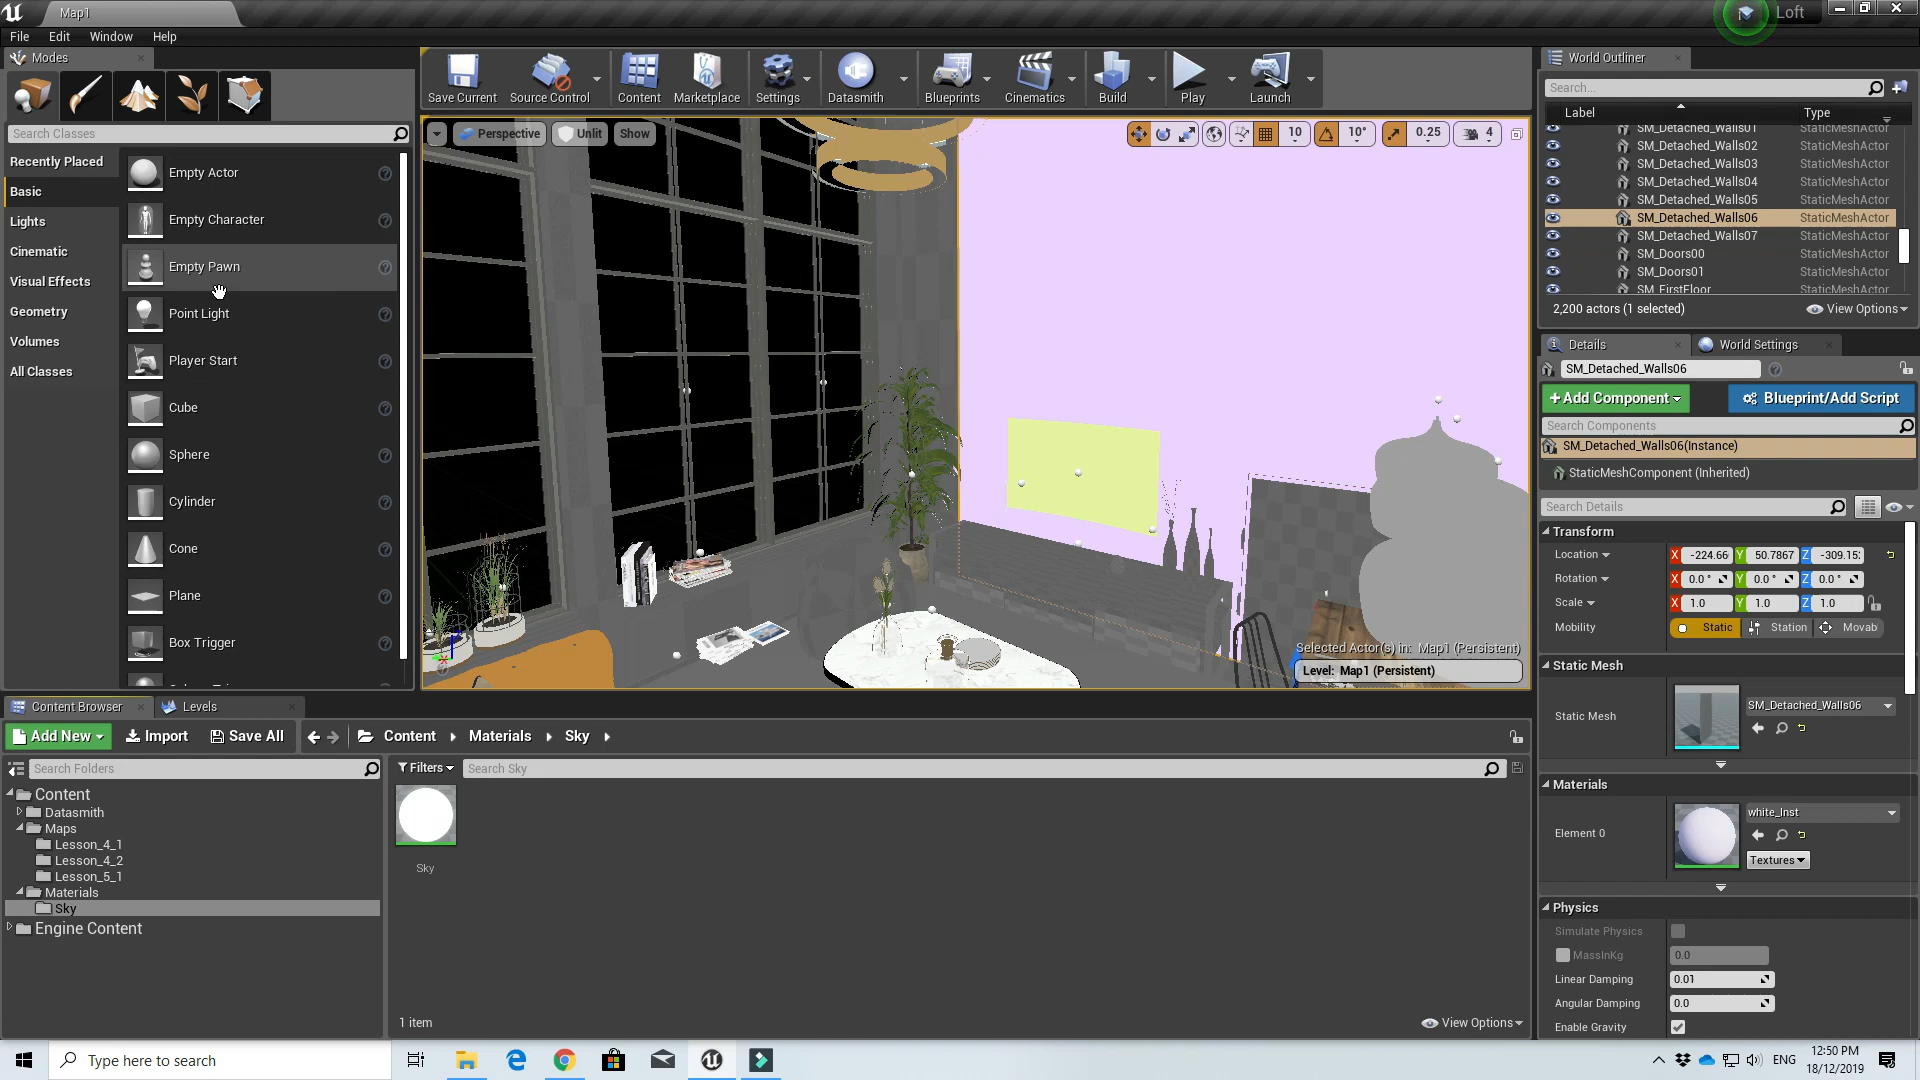 Map1
Loft
File Edit Window Help
Modes
Search Classes
Recently Placed
Basic
Lights
Cinematic
Visual Effects
Geometry
Volumes
All Classes
Empty Actor
Empty Character
Empty Pawn
Point Light
Player Start
Cube
Sphere
Cylinder
Cone
Plane
Box Trigger
Save Current
Source Control
Content
Marketplace
Settings
Datasmith
Blueprints
Cinematics
Build
Play
Launch
Perspective Unlit Show
10 10° 0.25 4
Selected Actor(s) in: Map1 (Persistent)
Level: Map1 (Persistent)
World Outliner
Search...
Label Type
SM_Detached_Walls01 StaticMeshActor
SM_Detached_Walls02 StaticMeshActor
SM_Detached_Walls03 StaticMeshActor
SM_Detached_Walls04 StaticMeshActor
SM_Detached_Walls05 StaticMeshActor
SM_Detached_Walls06 StaticMeshActor
SM_Detached_Walls07 StaticMeshActor
SM_Doors00 StaticMeshActor
SM_Doors01 StaticMeshActor
SM_FirstFloor StaticMeshActor
2,200 actors (1 selected) View Options
Details World Settings
SM_Detached_Walls06
+Add Component Blueprint/Add Script
Search Components
SM_Detached_Walls06(Instance)
StaticMeshComponent (Inherited)
Search Details
Transform
Location X -224.66 Y 50.7867 Z -309.15
Rotation X 0.0° Y 0.0° Z 0.0°
Scale X 1.0 Y 1.0 Z 1.0
Mobility Static Station Movab
Static Mesh
Static Mesh SM_Detached_Walls06
Materials
Element 0 white_Inst
Textures
Physics
Simulate Physics
MassInKg 0.0
Linear Damping 0.01
Angular Damping 0.0
Enable Gravity
Content Browser Levels
Add New Import Save All Content Materials Sky
Search Folders
Filters Search Sky
Content
Datasmith
Maps
Lesson_4_1
Lesson_4_2
Lesson_5_1
Materials
Sky
Engine Content
Sky
1 item View Options
Type here to search
ENG
12:50 PM
18/12/2019